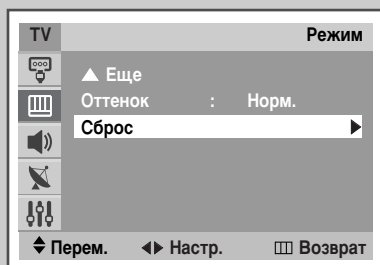 TV Режим
▲ Еще
Оттенок : Норм.
Сброс ▶
Перем. Настр. Возврат